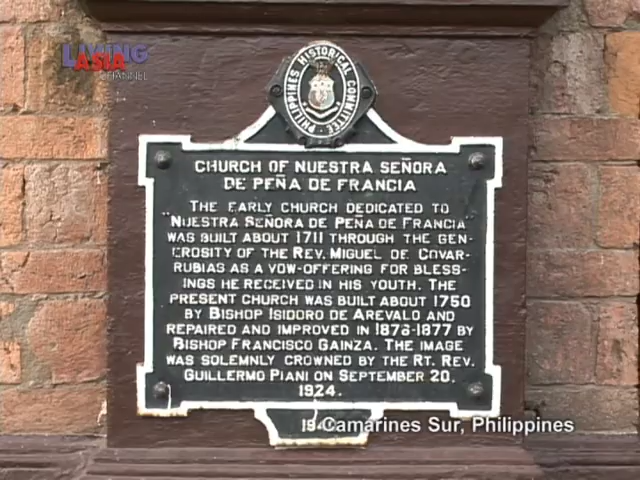 LIVING
ASIA
CHANNEL
PHILIPPINES HISTORICAL COMMITTEE
CHURCH OF NUESTRA SEÑORA
DE PEÑA DE FRANCIA
THE EARLY CHURCH DEDICATED TO
"NUESTRA SEÑORA DE PEÑA DE FRANCIA"
WAS BUILT ABOUT 1711 THROUGH THE GEN-
EROSITY OF THE REV. MIGUEL DE COVAR-
RUBIAS AS A VOW-OFFERING FOR BLESS-
INGS HE RECEIVED IN HIS YOUTH. THE
PRESENT CHURCH WAS BUILT ABOUT 1750
BY BISHOP ISIDORO DE AREVALO AND
REPAIRED AND IMPROVED IN 1876-1877 BY
BISHOP FRANCISCO GAINZA. THE IMAGE
WAS SOLEMNLY CROWNED BY THE RT. REV.
GUILLERMO PIANI ON SEPTEMBER 20,
1924.
Camarines Sur, Philippines